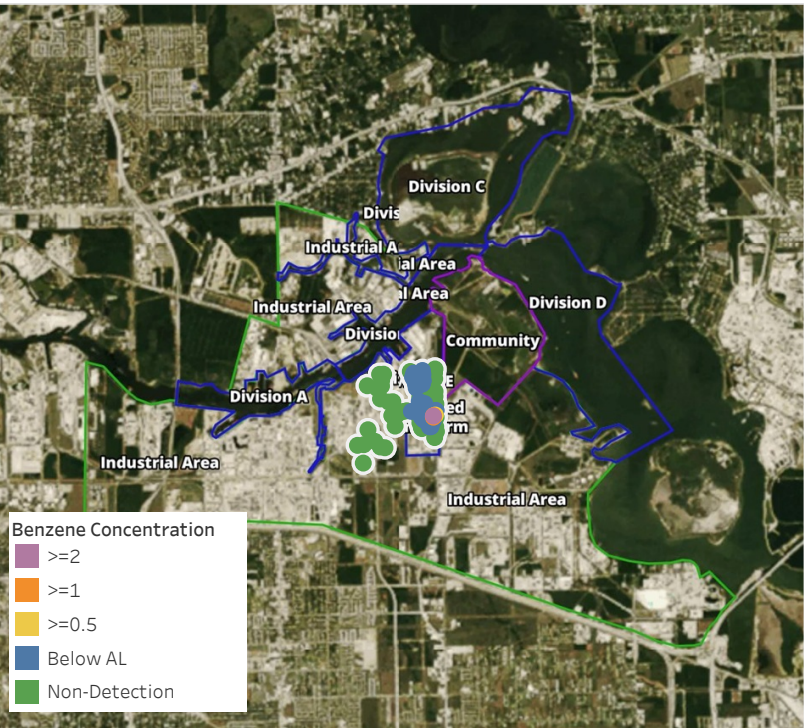 Division C
Divis
Industrial A
ial Area
l Area
Division D
Industrial Area
Divisio
Community
E
Division A
ed
rm
Industrial Area
Industrial Area
Benzene Concentration
>=2
>=1
>=0.5
Below AL
Non-Detection